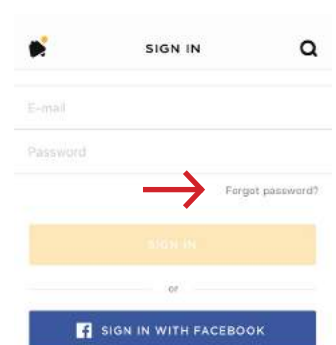 SIGN IN
E-mail
Password
Forgot password?
SIGN IN
or
SIGN IN WITH FACEBOOK